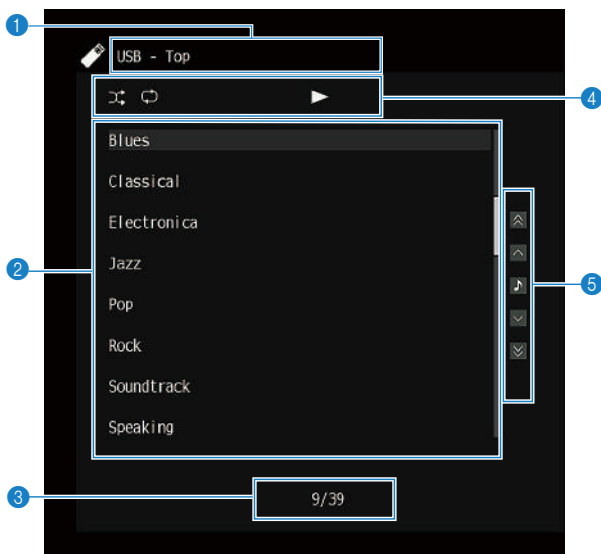 1
USB - Top
4
Blues
Classical
Electronica
2
Jazz
5
Pop
Rock
Soundtrack
Speaking
3
9/39